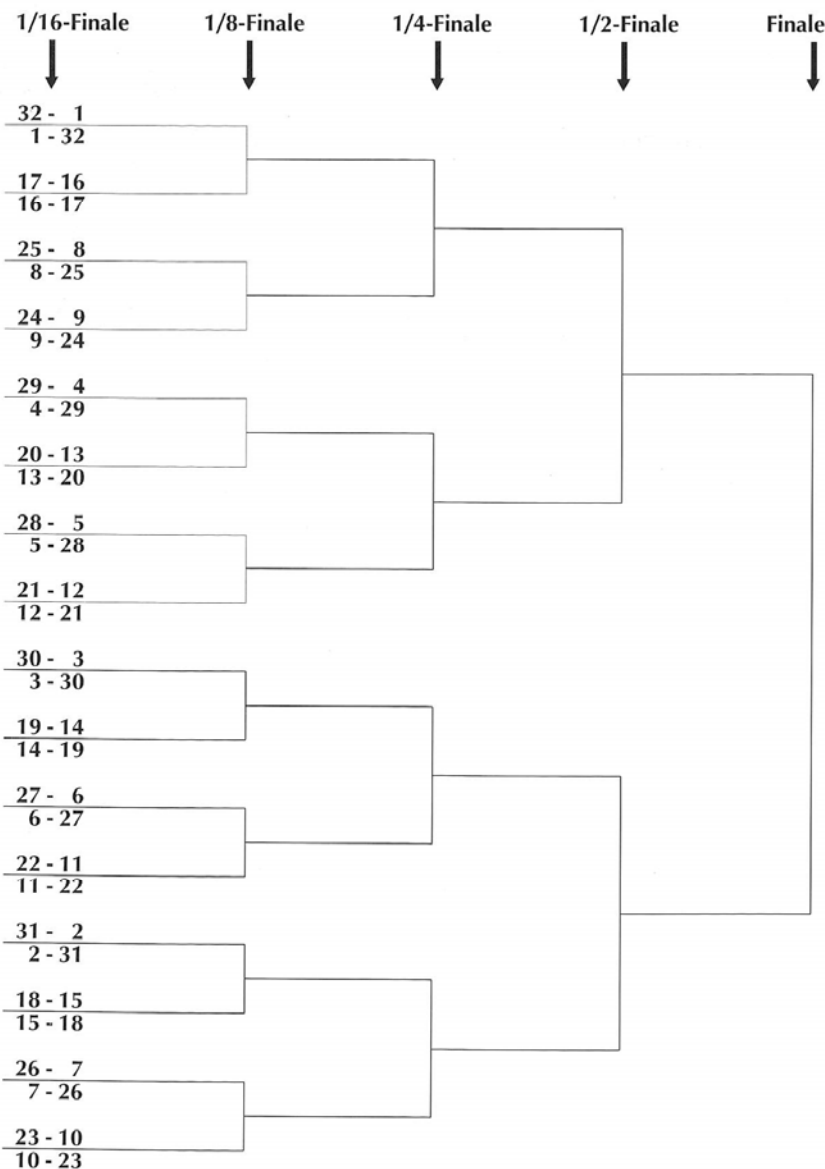 1/16-Finale 1/8-Finale 1/4-Finale 1/2-Finale Finale
32 - 1
1 - 32
17 - 16
16 - 17
25 - 8
8 - 25
24 - 9
9 - 24
29 - 4
4 - 29
20 - 13
13 - 20
28 - 5
5 - 28
21 - 12
12 - 21
30 - 3
3 - 30
19 - 14
14 - 19
27 - 6
6 - 27
22 - 11
11 - 22
31 - 2
2 - 31
18 - 15
15 - 18
26 - 7
7 - 26
23 - 10
10 - 23